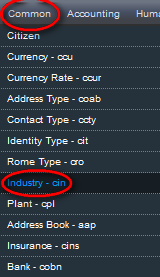 Common Accounting Huma
Citizen
Currency - ccu
Currency Rate - ccur
Address Type - coab
Contact Type - ccty
Identity Type - cit
Rome Type - cro
Industry - cin
Plant - cpl
Address Book - aap
Insurance - cins
Bank - cobn